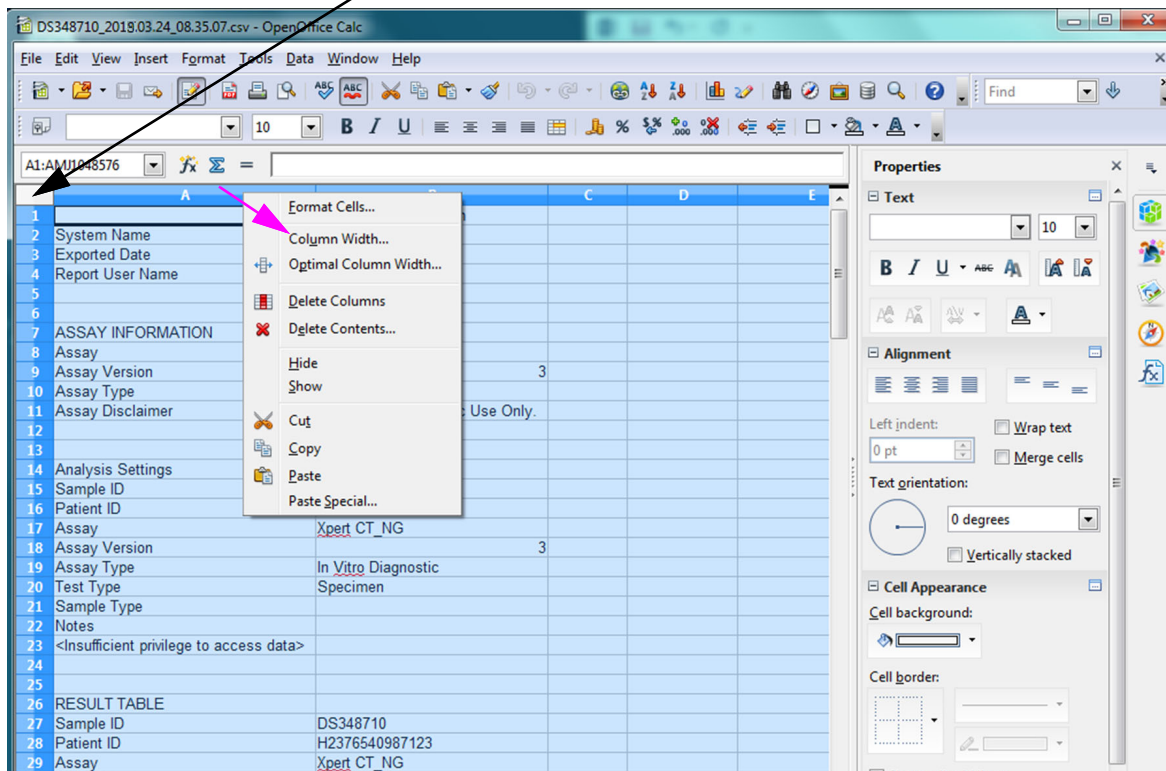 DS348710_2018.03.24_08.35.07.csv - OpenOffice Calc
File Edit View Insert Format Tools Data Window Help
Find
10
A1:AMJ1048576
Properties
A C D E
Text
10
1
2 System Name
3 Exported Date
4 Report User Name
5
6
7 ASSAY INFORMATION
8 Assay
9 Assay Version 3
10 Assay Type
11 Assay Disclaimer Use Only.
12
13
14 Analysis Settings
15 Sample ID
16 Patient ID
17 Assay Xpert CT_NG
18 Assay Version 3
19 Assay Type In Vitro Diagnostic
20 Test Type Specimen
21 Sample Type
22 Notes
23 <Insufficient privilege to access data>
24
25
26 RESULT TABLE
27 Sample ID DS348710
28 Patient ID H2376540987123
29 Assay Xpert CT_NG
Format Cells...
Column Width...
Optimal Column Width...
Delete Columns
Delete Contents...
Hide
Show
Cut
Copy
Paste
Paste Special...
Alignment
Left indent:
Wrap text
0 pt
Merge cells
Text orientation:
0 degrees
Vertically stacked
Cell Appearance
Cell background:
Cell border: